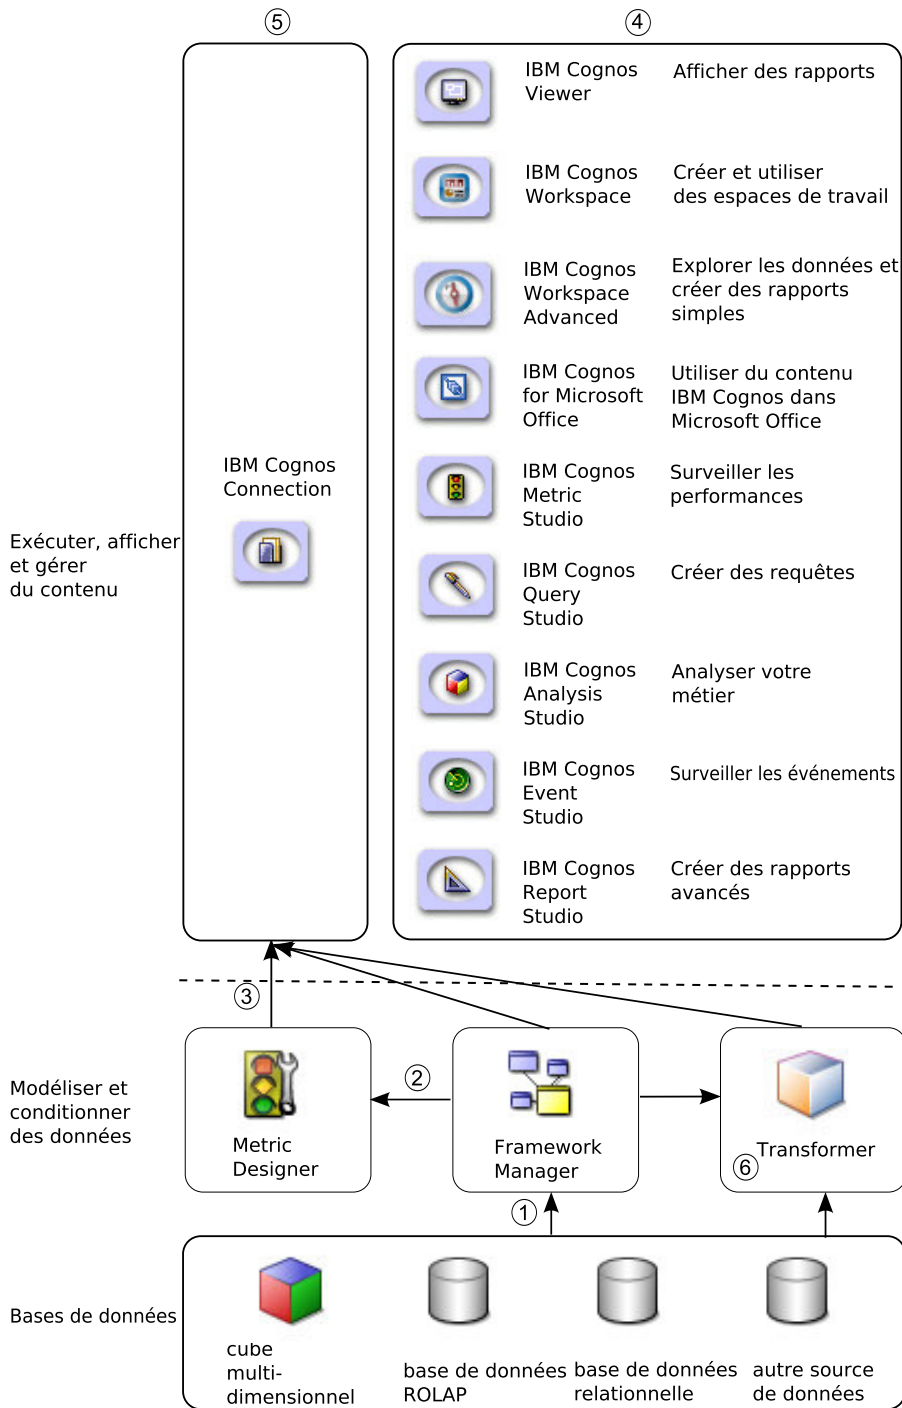 ⑤
④
IBM Cognos
Viewer
Afficher des rapports
IBM Cognos
Workspace
Créer et utiliser
des espaces de travail
IBM Cognos
Workspace
Advanced
Explorer les données et
créer des rapports
simples
IBM Cognos
for Microsoft
Office
Utiliser du contenu
IBM Cognos dans
Microsoft Office
IBM Cognos
Connection
IBM Cognos
Metric
Studio
Surveiller les
performances
Exécuter, afficher
et gérer
du contenu
IBM Cognos
Query
Studio
Créer des requêtes
IBM Cognos
Analysis
Studio
Analyser votre
métier
IBM Cognos
Event
Studio
Surveiller les événements
IBM Cognos
Report
Studio
Créer des rapports
avancés
③
Modéliser et
conditionner
des données
②
Metric
Designer
Framework
Manager
⑥
Transformer
①
Bases de données
cube
multi-
dimensionnel
base de données
ROLAP
base de données
relationnelle
autre source
de données